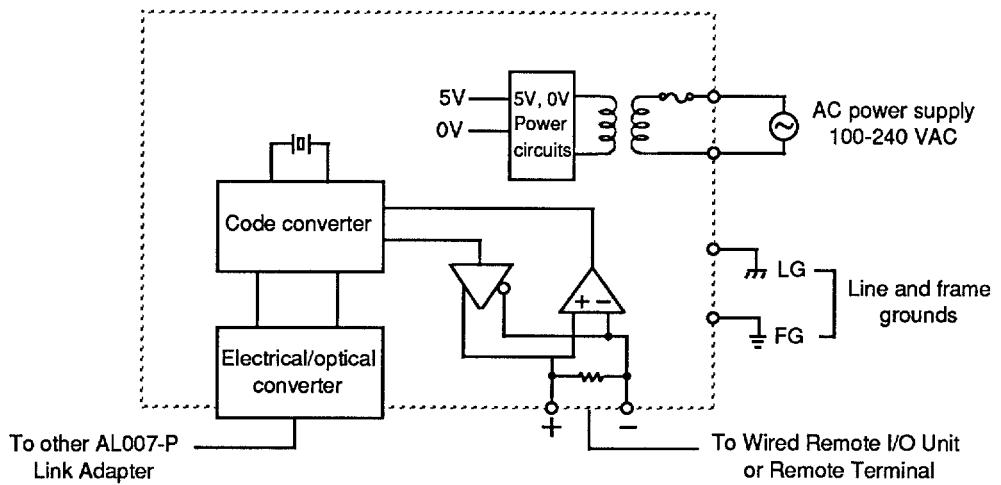 5V
0V
5V, 0V
Power
circuits
AC power supply
100-240 VAC
Code converter
+ −
LG
FG
Line and frame
grounds
Electrical/optical
converter
+
−
To other AL007-P
Link Adapter
To Wired Remote I/O Unit
or Remote Terminal